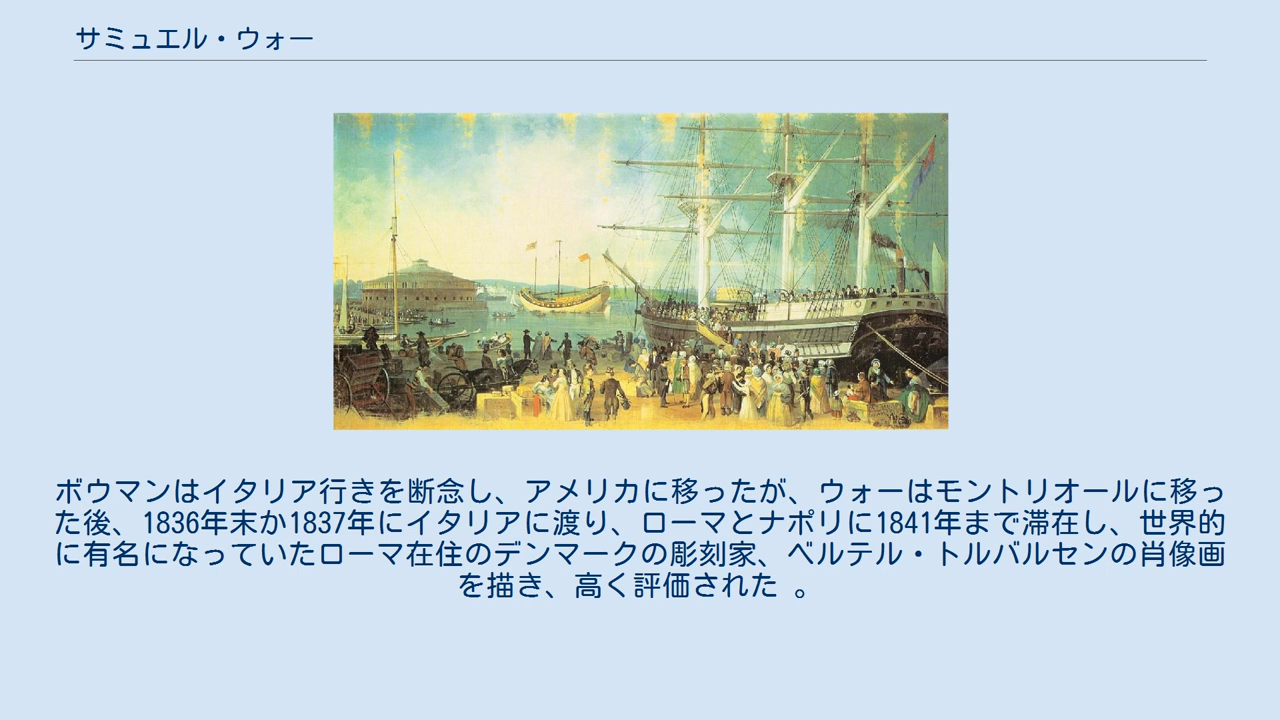 サミュエル・ウォー
ボウマンはイタリア行きを断念し、アメリカに移ったが、ウォーはモントリオールに移っ
た後、1836年末か1837年にイタリアに渡り、ローマとナポリに1841年まで滞在し、世界的
に有名になっていたローマ在住のデンマークの彫刻家、ベルテル・トルバルセンの肖像画
を描き、高く評価された 。